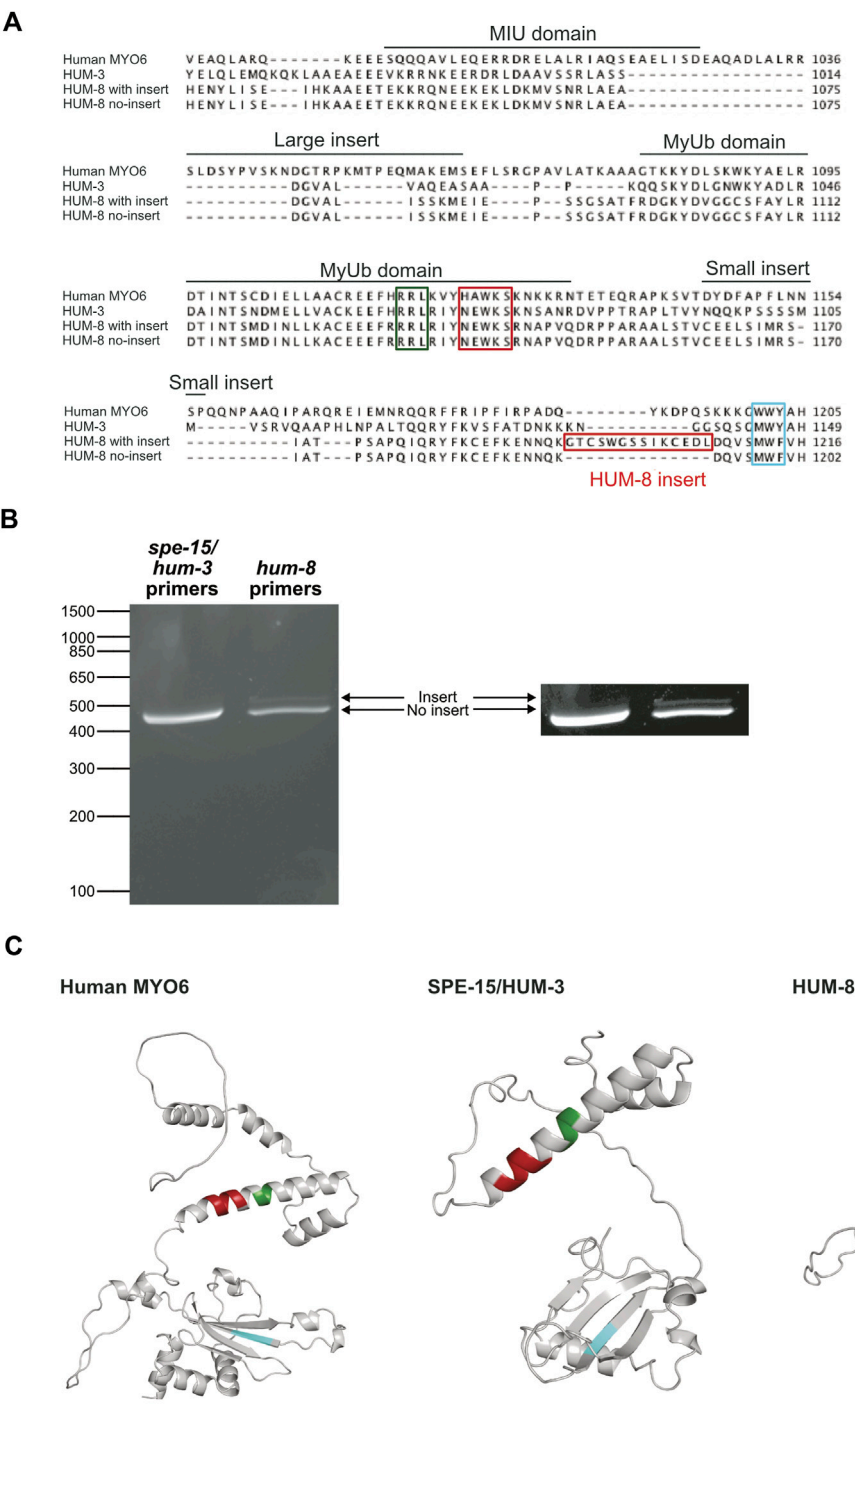 A
MIU domain
Human MYO6 VEAQLARQ-------KEEESQQQAVLEQERRDRELALRIAQSEAELISDEAQADLALRR 1036
HUM-3 YELQLEMQKQKLAAEAEEVKRRNKEERDRLDAAVSSRLASS----------------- 1014
HUM-8 with insert HENYLISE---IHKAAEETEKKRQNEEKEKLDKMVSNRLAEA----------------- 1075
HUM-8 no-insert HENYLISE---IHKAAEETEKKRQNEEKEKLDKMVSNRLAEA----------------- 1075
Large insert MyUb domain
Human MYO6 SLDSYPVSKNDGTRPKMTPEQMAKEMSEFLSRGPAVLATKAAAGTKKYDLSKWKYAELR 1095
HUM-3 ----------DGVAL------VAQEASAA----P--P-----KQQSKYDLGNWKYADLR 1046
HUM-8 with insert ----------DGVAL------ISSKMEIE----P--SSGSATFRDGKYDVGGCSFAYLR 1112
HUM-8 no-insert ----------DGVAL------ISSKMEIE----P--SSGSATFRDGKYDVGGCSFAYLR 1112
MyUb domain Small insert
Human MYO6 DTINTSCDIELLAACREEFHRRLKVYHAWKSKNKKRNTETEQRAPKSVTDYDFAPFLNN 1154
HUM-3 DAINTSNDMELLVACKEEFHRRLRIYNEWKSKNSANRDVPPTRAPLTVYNQQKPSSSSM 1105
HUM-8 with insert DTINTSMDINLLKACEEEFRRRLRIYNEWKSRNAPVQDRPPARAALSTVCEELSIMRS- 1170
HUM-8 no-insert DTINTSMDINLLKACEEEFRRRLRIYNEWKSRNAPVQDRPPARAALSTVCEELSIMRS- 1170
Small insert
Human MYO6 SPQQNPAAQIPARQREIEMNRQQRFFRIPFIRPADQ--------YKDPQSKKKGWWYAH 1205
HUM-3 M-----VSRVQAAPHLNPALTQQRYFKVSFATDNKKKN----------GGSQSGMWYAH 1149
HUM-8 with insert ----------IAT---PSAPQIQRYFKCEFKENNQKGTCSWGSSIKCEDLDQVSMWFVH 1216
HUM-8 no-insert ----------IAT---PSAPQIQRYFKCEFKENNQK--------------DQVSMWFVH 1202
HUM-8 insert
B
spe-15/ hum-3 primers
hum-8 primers
1500
1000
850
650
500
400
300
200
100
Insert
No insert
C
Human MYO6 SPE-15/HUM-3 HUM-8